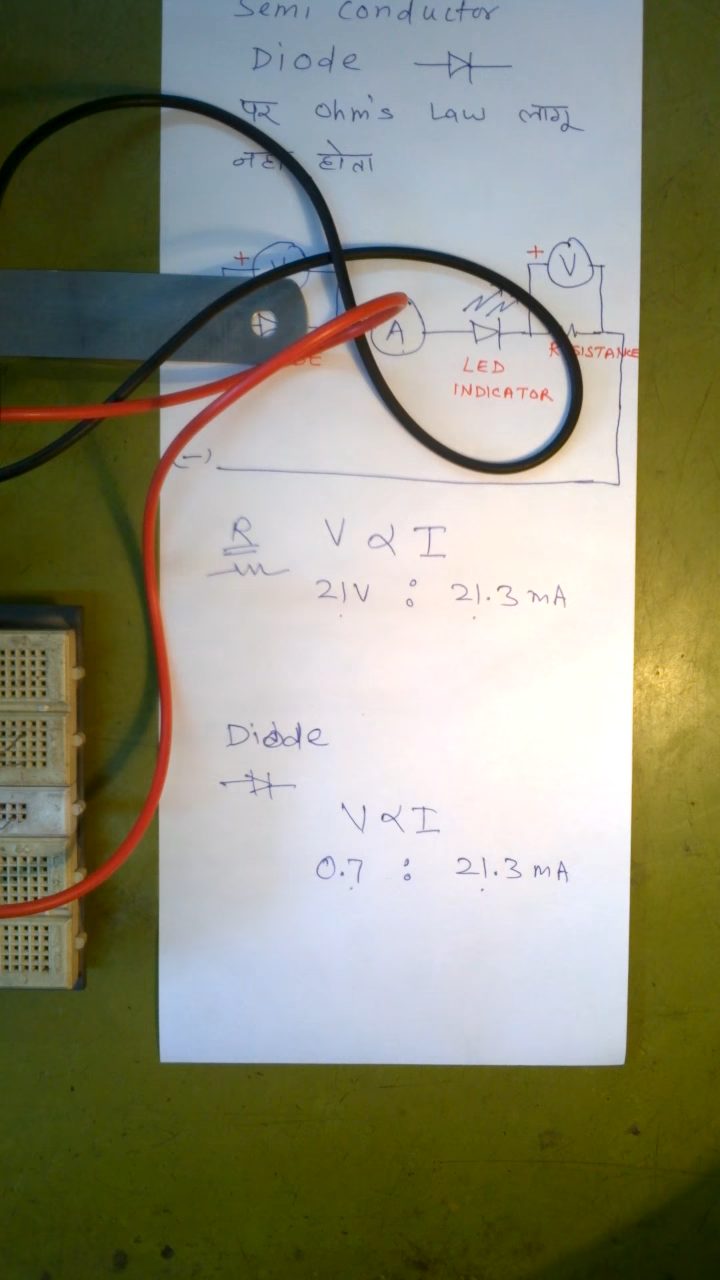 Semi Conductor
Diode
पर Ohm's Law लागू
नहीं होता
+ V + V
A
RESISTANCE
LED
INDICATOR
(-)
R V ∝ I
21V : 21.3 mA
Diode
V ∝ I
0.7 : 21.3 mA